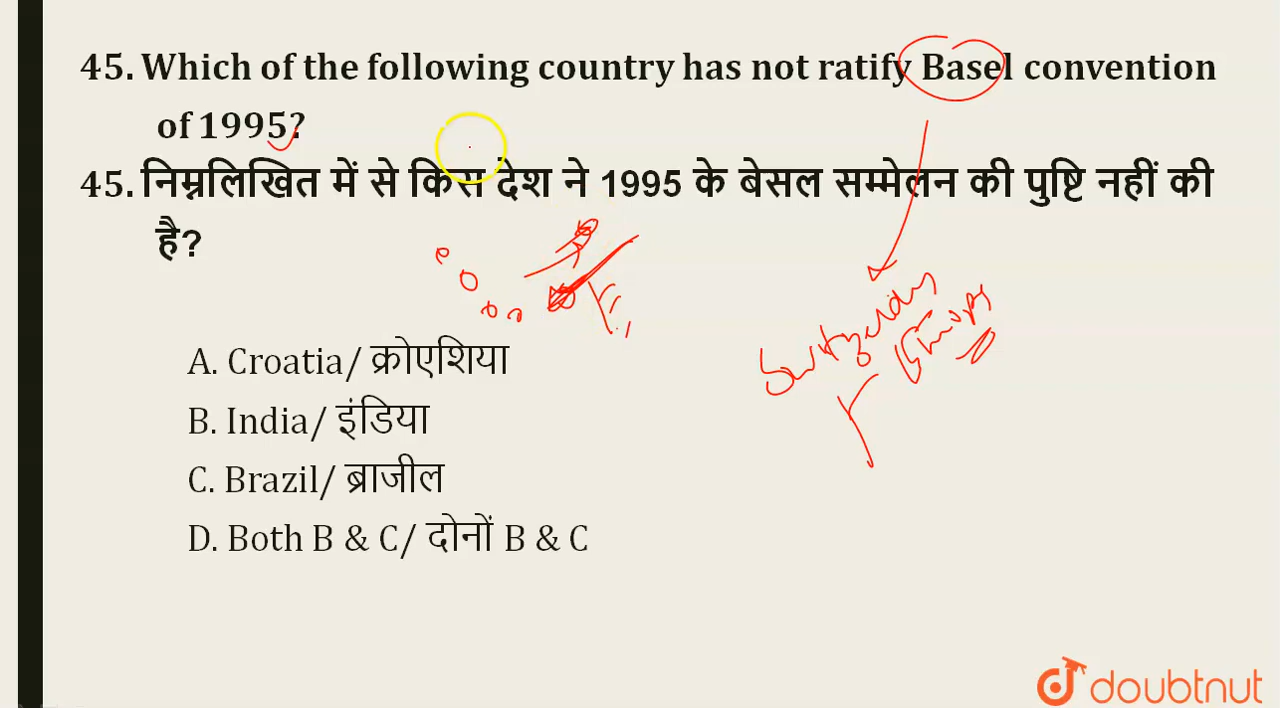 45. Which of the following country has not ratify Basel convention
of 1995?
45. निम्नलिखित में से किस देश ने 1995 के बेसल सम्मेलन की पुष्टि नहीं की
है?
A. Croatia/ क्रोएशिया
B. India/ इंडिया
C. Brazil/ ब्राजील
D. Both B & C/ दोनों B & C
doubtnut